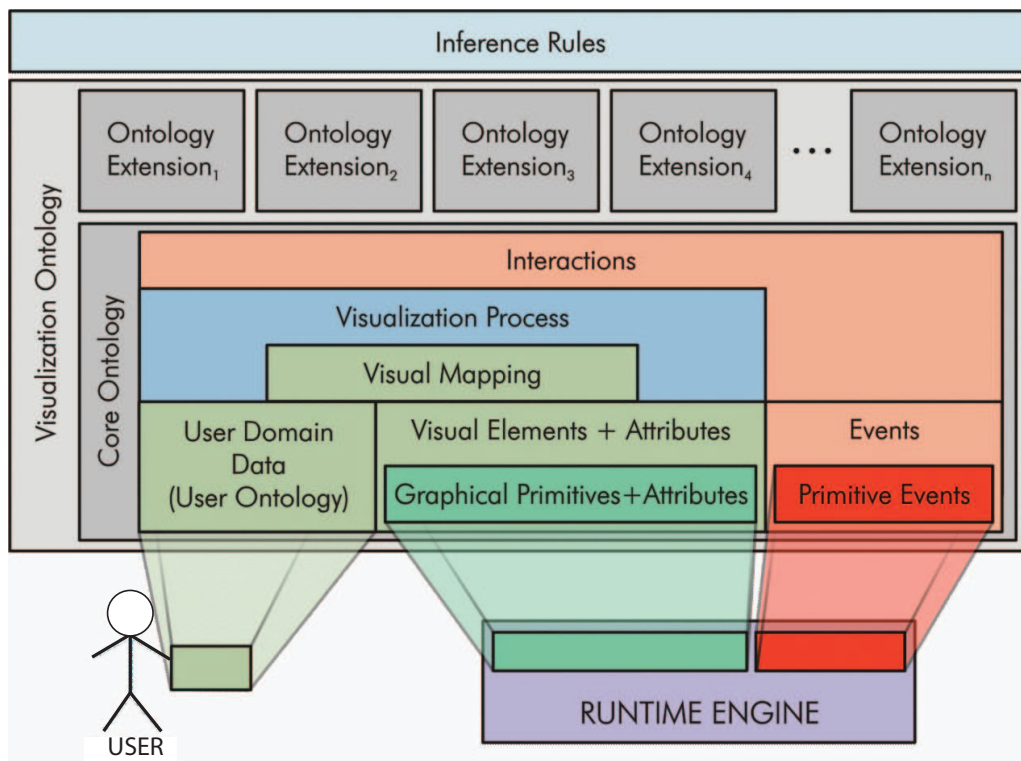 Inference Rules
Visualization Ontology
Ontology
Extension₁
Ontology
Extension₂
Ontology
Extension₃
Ontology
Extension₄
...
Ontology
Extensionₙ
Core Ontology
Interactions
Visualization Process
Visual Mapping
User Domain
Data
(User Ontology)
Visual Elements + Attributes
Graphical Primitives+Attributes
Events
Primitive Events
USER
RUNTIME ENGINE